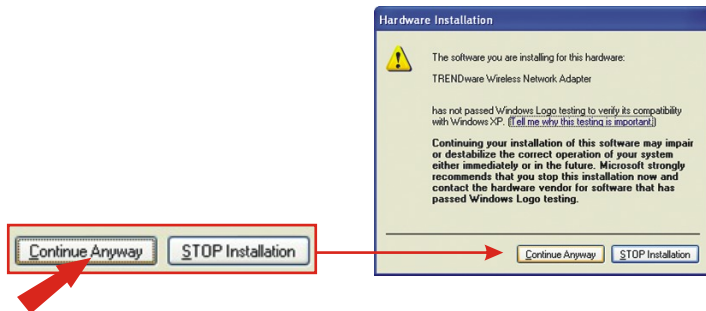 Hardware Installation
The software you are installing for this hardware:
TRENDware Wireless Network Adapter
has not passed Windows Logo testing to verify its compatibility
with Windows XP. (Tell me why this testing is important.)
Continuing your installation of this software may impair
or destabilize the correct operation of your system
either immediately or in the future. Microsoft strongly
recommends that you stop this installation now and
contact the hardware vendor for software that has
passed Windows Logo testing.
Continue Anyway STOP Installation
Continue Anyway STOP Installation